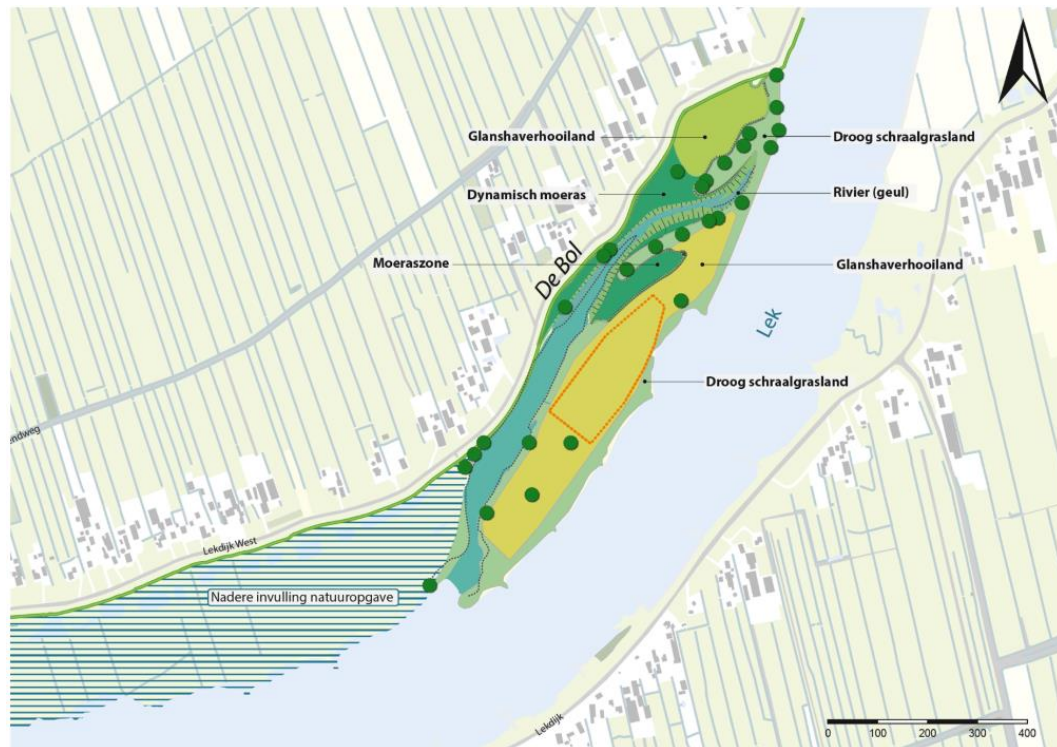 Glanshaverhooiland
Droog schraalgrasland
Dynamisch moeras
Rivier (geul)
Moeraszone
De Bol
Glanshaverhooiland
Lek
Droog schraalgrasland
endweg
Lekdijk West
Nadere invulling natuuropgave
Lekdijk
0 100 200 300 400